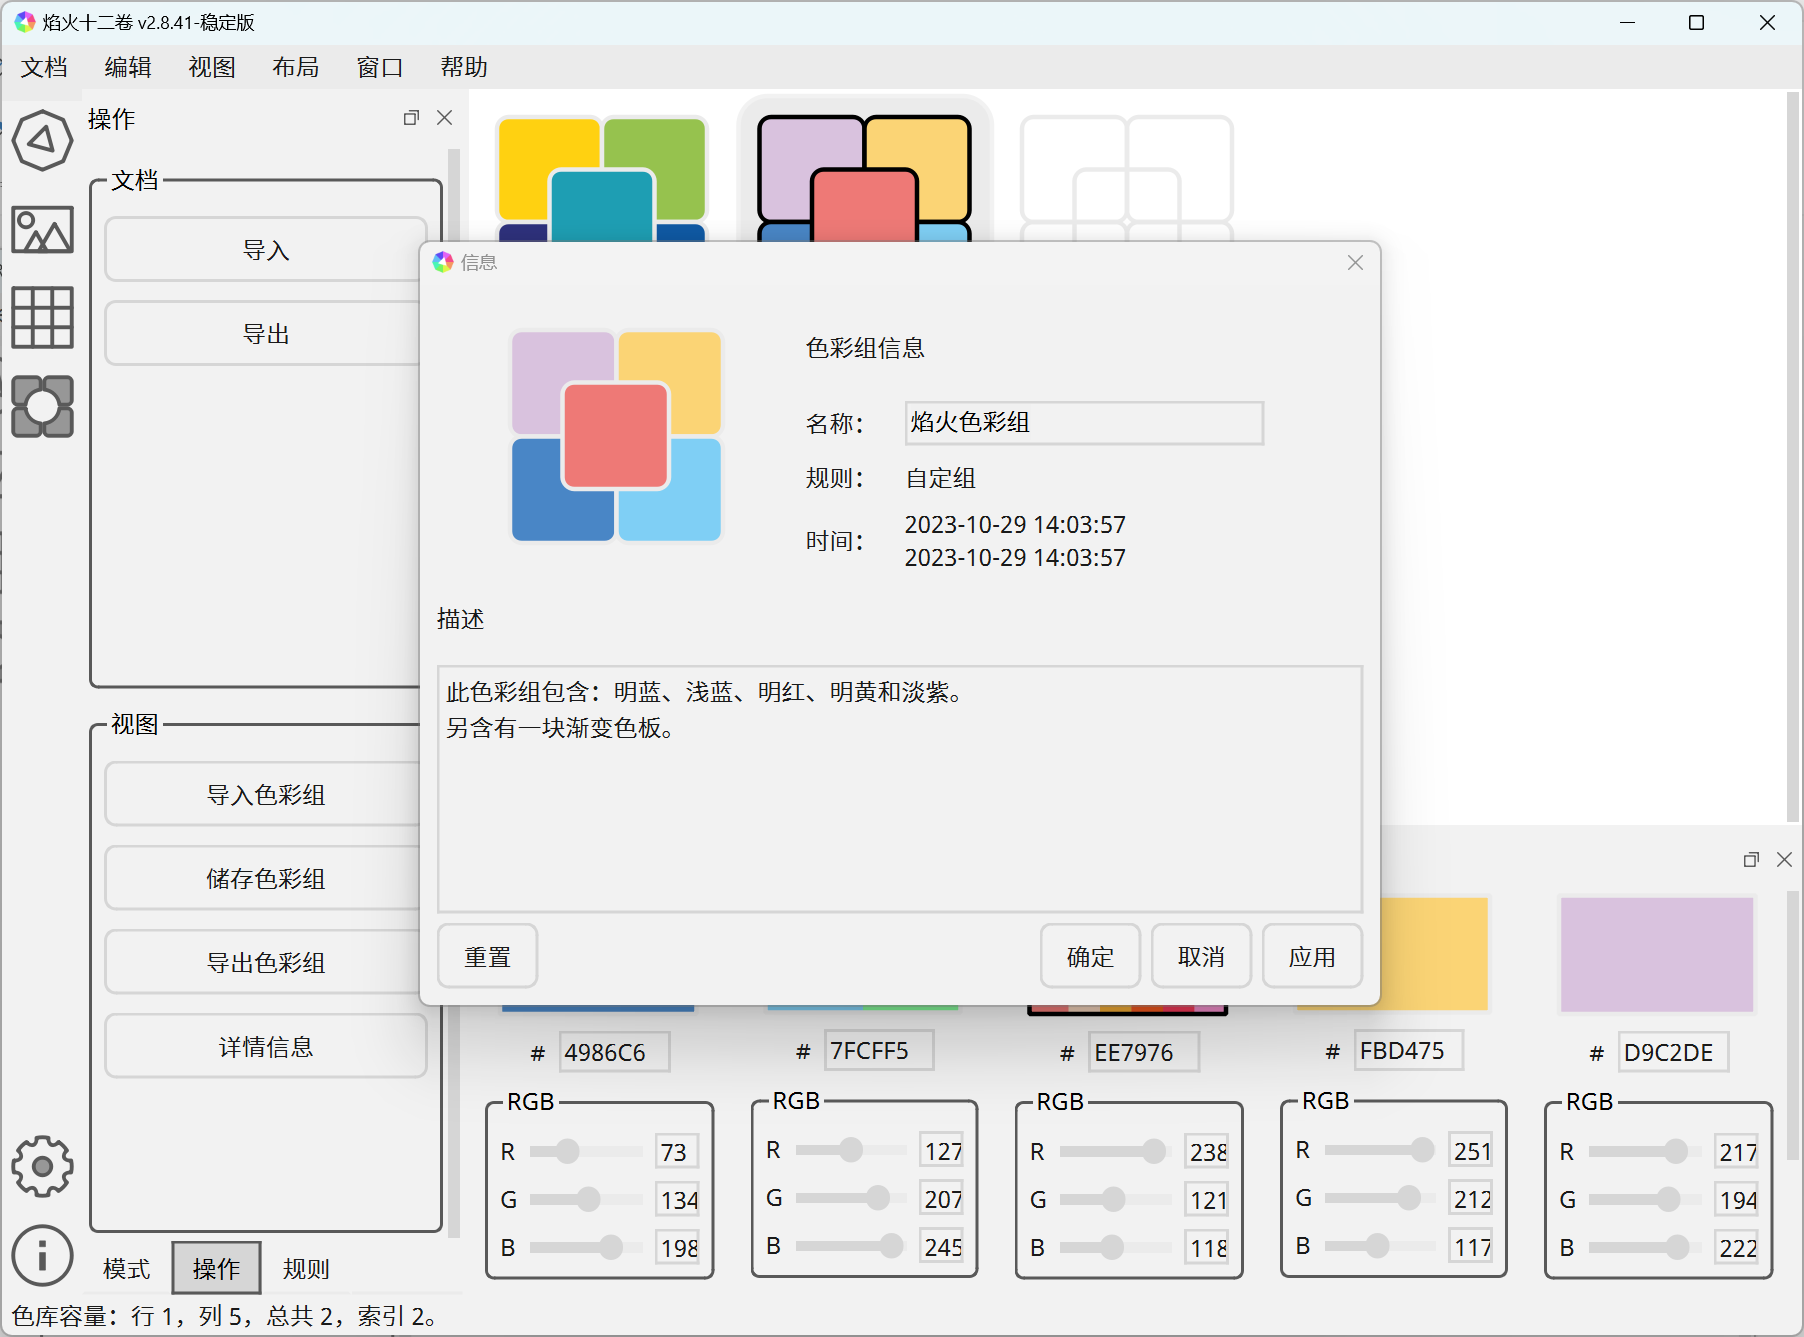 焰火十二卷 v2.8.41-稳定版
文档 编辑 视图 布局 窗口 帮助
操作
文档
导入
导出
视图
导入色彩组
储存色彩组
导出色彩组
详情信息
模式 操作 规则
信息
色彩组信息
名称： 焰火色彩组
规则： 自定组
时间： 2023-10-29 14:03:57
2023-10-29 14:03:57
描述
此色彩组包含：明蓝、浅蓝、明红、明黄和淡紫。
另含有一块渐变色板。
重置 确定 取消 应用
# 4986C6 # 7FCFF5 # EE7976 # FBD475 # D9C2DE
RGB RGB RGB RGB RGB
R 73 R 127 R 238 R 251 R 217
G 134 G 207 G 121 G 212 G 194
B 198 B 245 B 118 B 117 B 222
色库容量：行 1，列 5，总共 2，索引 2。